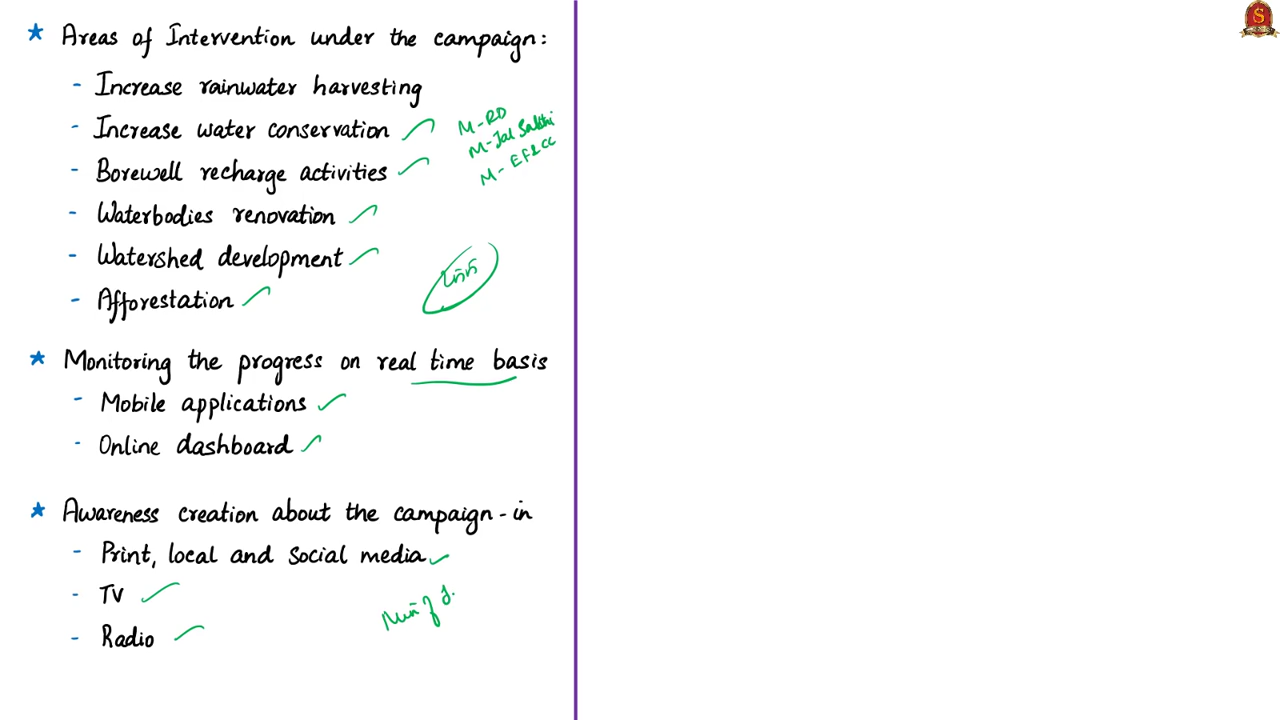 ★ Areas of Intervention under the campaign:
- Increase rainwater harvesting
- Increase water conservation
M-RD
M-Jal Sakthi
M-EF&CC
- Borewell recharge activities
- Waterbodies renovation
- Watershed development
- Afforestation
★ Monitoring the progress on real time basis
- Mobile applications
- Online dashboard
★ Awareness creation about the campaign - in
- Print, local and Social media
- TV
- Radio
S